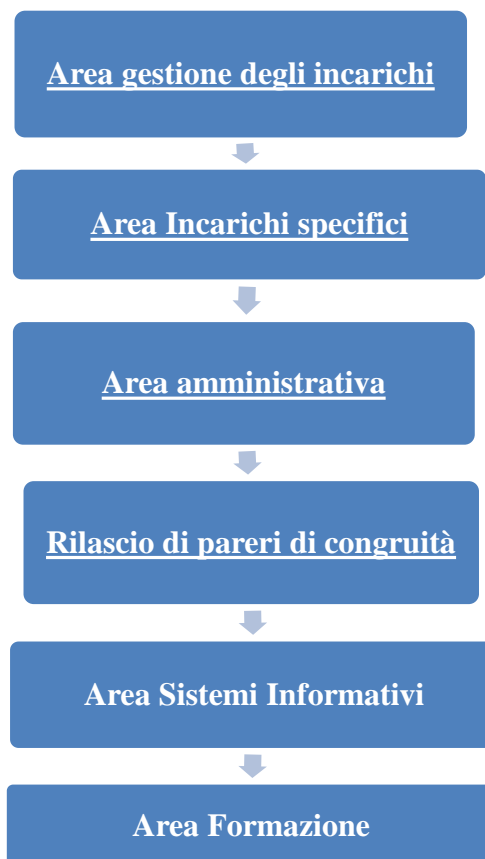 Area gestione degli incarichi
Area Incarichi specifici
Area amministrativa
Rilascio di pareri di congruità
Area Sistemi Informativi
Area Formazione